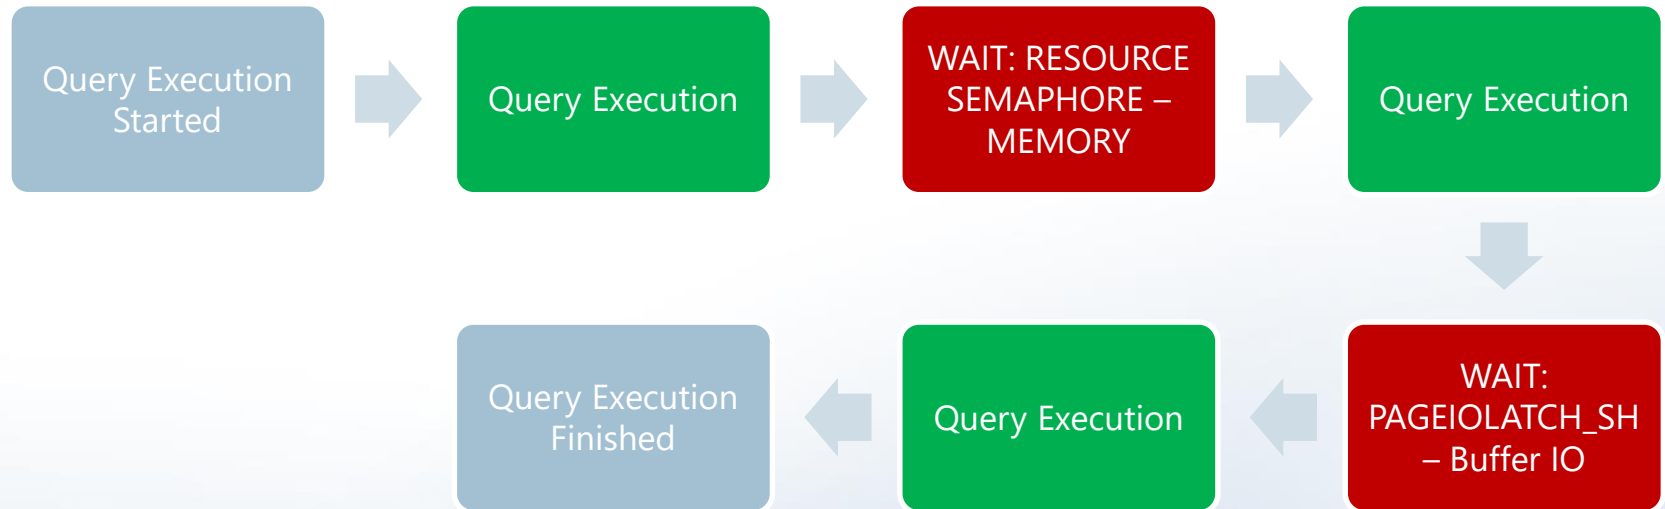 Query Execution
Started
Query Execution
WAIT: RESOURCE
SEMAPHORE –
MEMORY
Query Execution
WAIT:
PAGEIOLATCH_SH
– Buffer IO
Query Execution
Query Execution
Finished